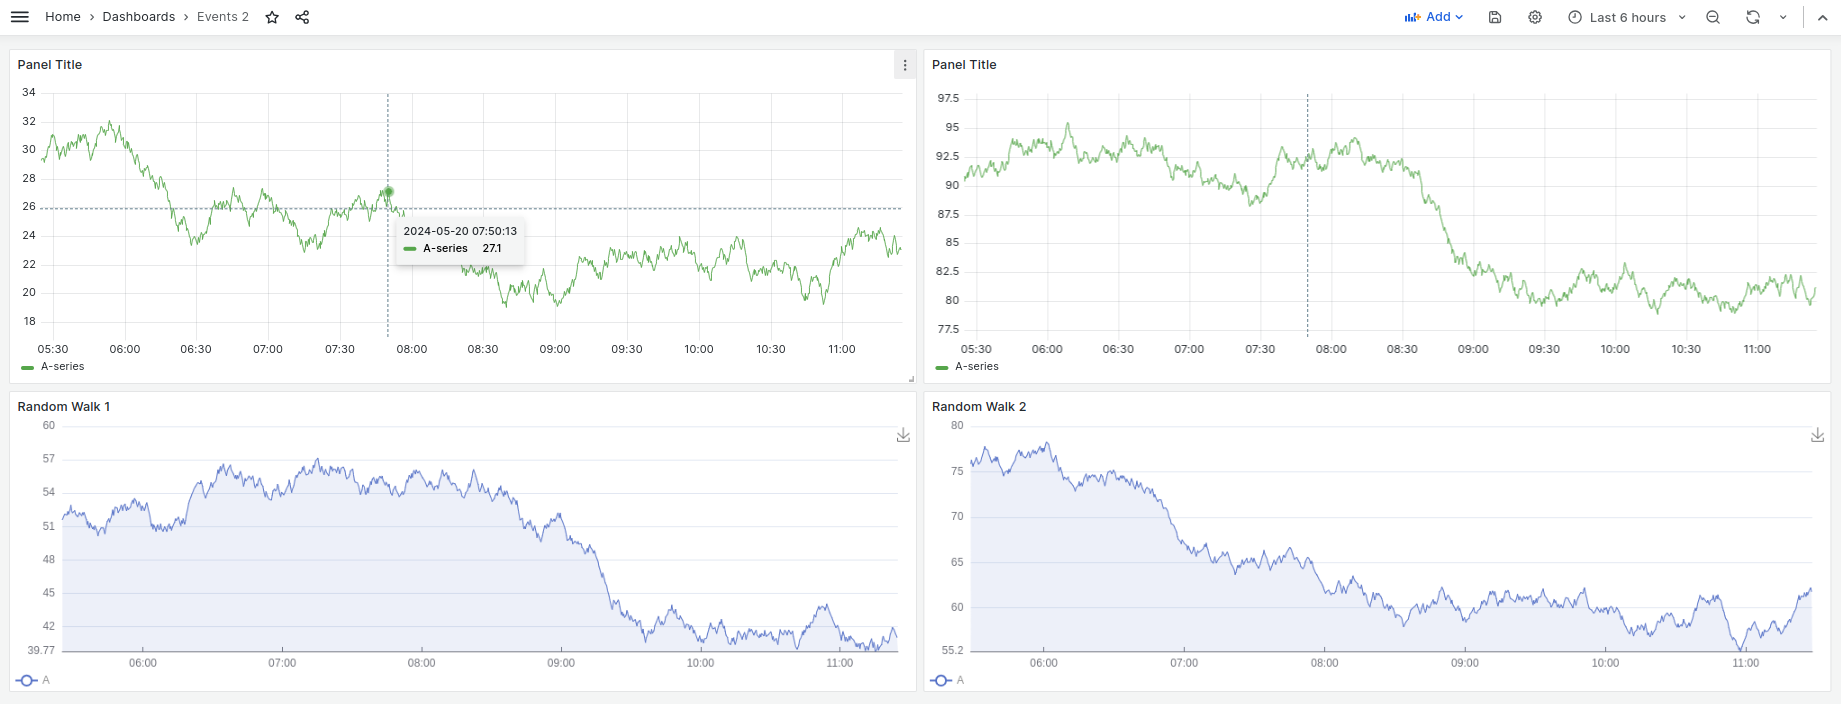 Home > Dashboards > Events 2
Add
Last 6 hours
Panel Title
34
32
30
28
26
24
22
20
18
05:30 06:00 06:30 07:00 07:30 08:00 08:30 09:00 09:30 10:00 10:30 11:00
A-series
2024-05-20 07:50:13
A-series 27.1
Panel Title
97.5
95
92.5
90
87.5
85
82.5
80
77.5
05:30 06:00 06:30 07:00 07:30 08:00 08:30 09:00 09:30 10:00 10:30 11:00
A-series
Random Walk 1
60
57
54
51
48
45
42
39.77
06:00 07:00 08:00 09:00 10:00 11:00
A
Random Walk 2
80
75
70
65
60
55.2
06:00 07:00 08:00 09:00 10:00 11:00
A